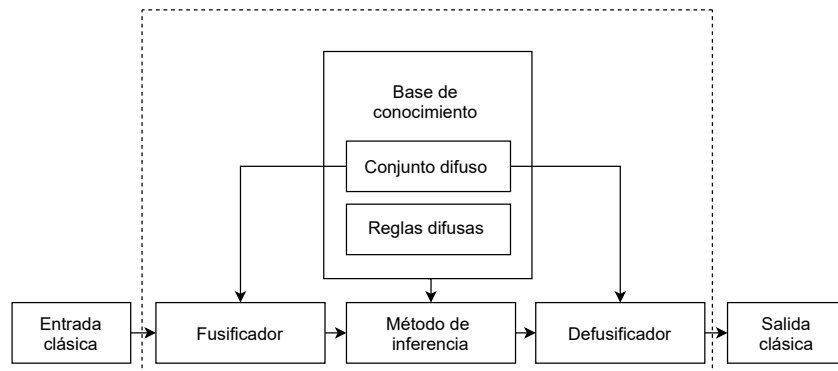 Base de
conocimiento
Conjunto difuso
Reglas difusas
Entrada
clásica
Fusificador
Método de
inferencia
Defusificador
Salida
clásica